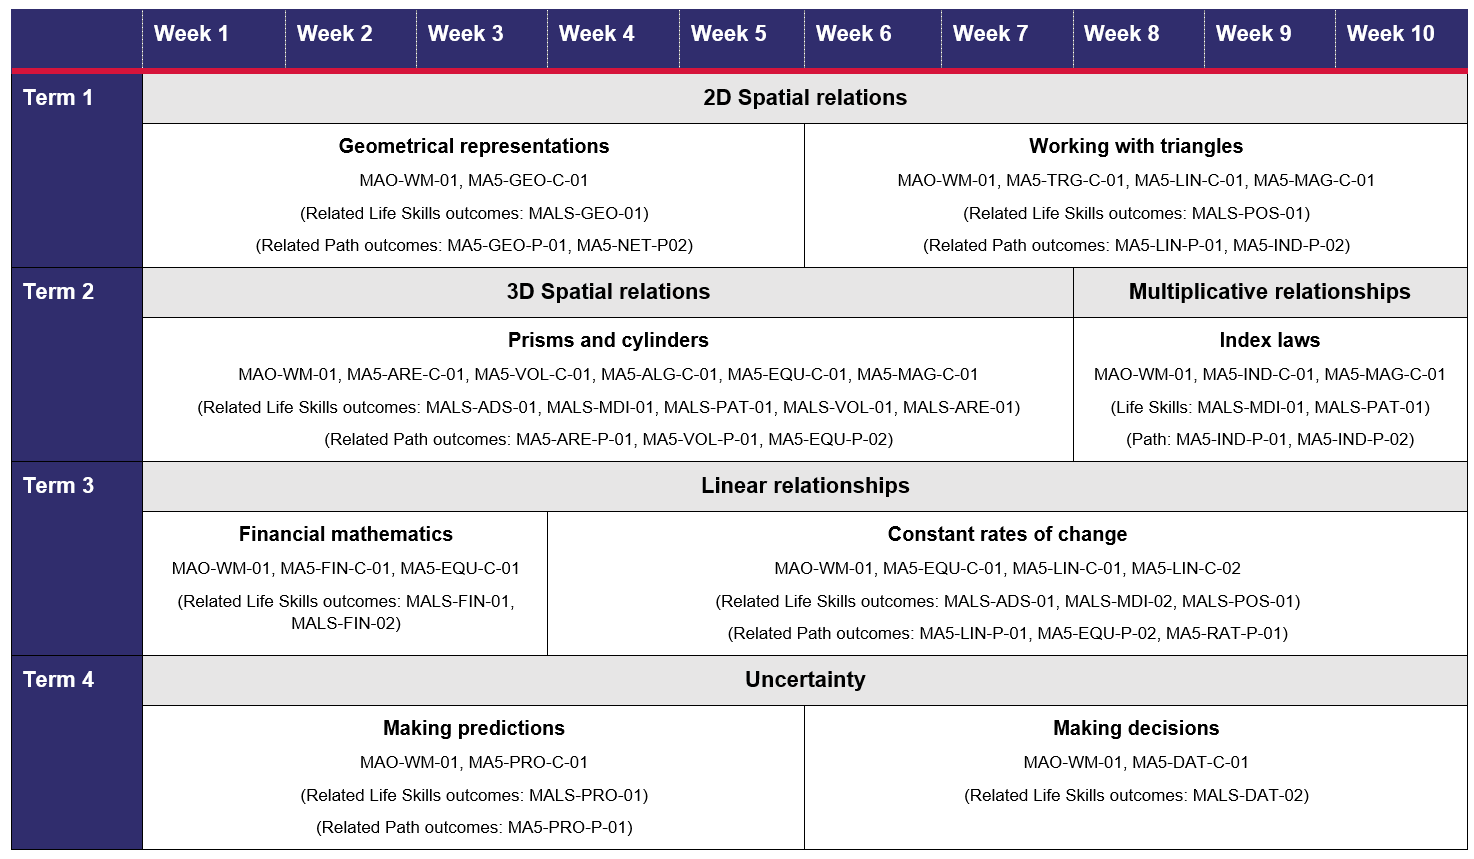 Week 1 Week 2 Week 3 Week 4 Week 5 Week 6 Week 7 Week 8 Week 9 Week 10
Term 1
2D Spatial relations
Geometrical representations
MAO-WM-01, MA5-GEO-C-01
(Related Life Skills outcomes: MALS-GEO-01)
(Related Path outcomes: MA5-GEO-P-01, MA5-NET-P02)
Working with triangles
MAO-WM-01, MA5-TRG-C-01, MA5-LIN-C-01, MA5-MAG-C-01
(Related Life Skills outcomes: MALS-POS-01)
(Related Path outcomes: MA5-LIN-P-01, MA5-IND-P-02)
Term 2
3D Spatial relations
Multiplicative relationships
Prisms and cylinders
MAO-WM-01, MA5-ARE-C-01, MA5-VOL-C-01, MA5-ALG-C-01, MA5-EQU-C-01, MA5-MAG-C-01
(Related Life Skills outcomes: MALS-ADS-01, MALS-MDI-01, MALS-PAT-01, MALS-VOL-01, MALS-ARE-01)
(Related Path outcomes: MA5-ARE-P-01, MA5-VOL-P-01, MA5-EQU-P-02)
Index laws
MAO-WM-01, MA5-IND-C-01, MA5-MAG-C-01
(Life Skills: MALS-MDI-01, MALS-PAT-01)
(Path: MA5-IND-P-01, MA5-IND-P-02)
Term 3
Linear relationships
Financial mathematics
MAO-WM-01, MA5-FIN-C-01, MA5-EQU-C-01
(Related Life Skills outcomes: MALS-FIN-01,
MALS-FIN-02)
Constant rates of change
MAO-WM-01, MA5-EQU-C-01, MA5-LIN-C-01, MA5-LIN-C-02
(Related Life Skills outcomes: MALS-ADS-01, MALS-MDI-02, MALS-POS-01)
(Related Path outcomes: MA5-LIN-P-01, MA5-EQU-P-02, MA5-RAT-P-01)
Term 4
Uncertainty
Making predictions
MAO-WM-01, MA5-PRO-C-01
(Related Life Skills outcomes: MALS-PRO-01)
(Related Path outcomes: MA5-PRO-P-01)
Making decisions
MAO-WM-01, MA5-DAT-C-01
(Related Life Skills outcomes: MALS-DAT-02)